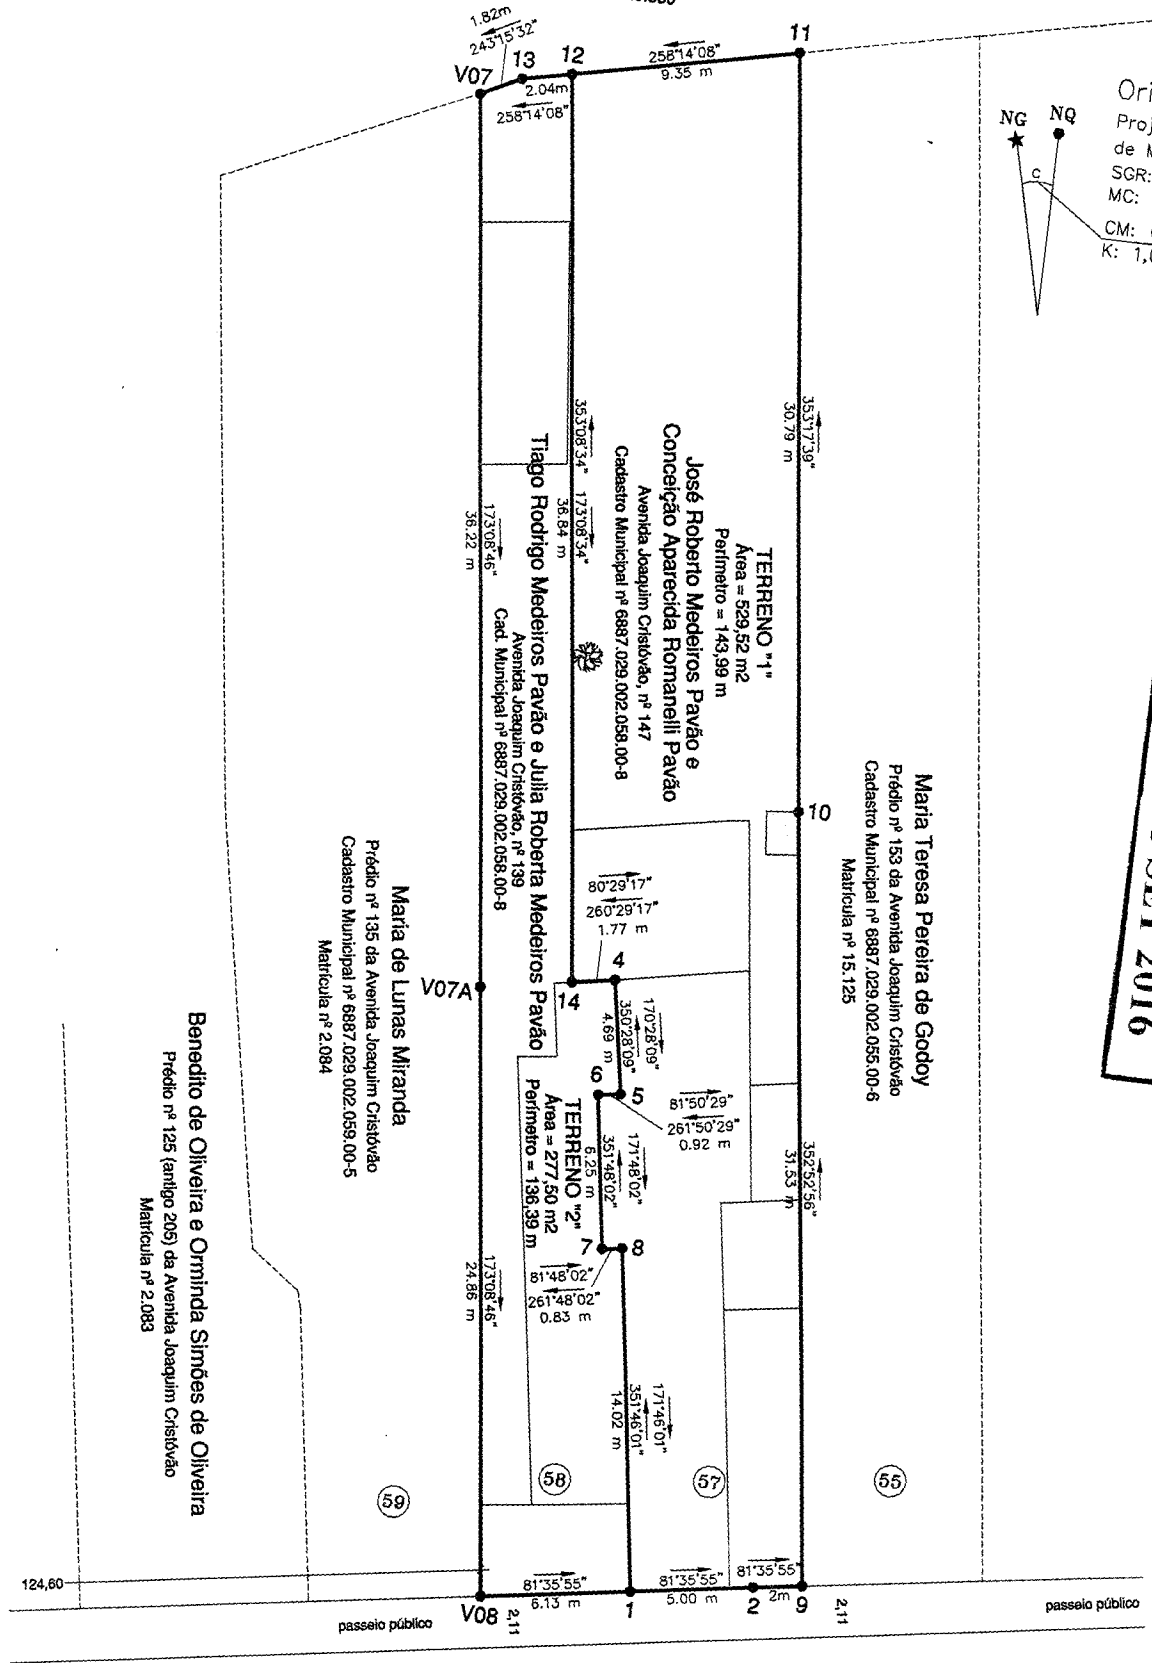 1.82m
243°15'32"
V07
13
12
2.04m
258°14'08"
258°14'08"
9.35 m
11
NG
NQ
C
Ori
Proj
de M
SGR:
MC:
CM:
K: 1,
353°17'39"
30.79 m
353°08'34"
173°08'34"
36.84 m
173°08'46"
36.22 m
TERRENO "1"
Área = 529,52 m2
Perímetro = 143,99 m
José Roberto Medeiros Pavão e
Conceição Aparecida Romanelli Pavão
Avenida Joaquim Cristóvão, nº 147
Cadastro Municipal nº 6887.029.002.058.00-8
Tiago Rodrigo Medeiros Pavão e Julia Roberta Medeiros Pavão
Avenida Joaquim Cristóvão, nº 139
Cad. Municipal nº 6887.029.002.058.00-8
10
Maria Teresa Pereira de Godoy
Prédio nº 153 da Avenida Joaquim Cristóvão
Cadastro Municipal nº 6887.029.002.055.00-6
Matrícula nº 15.125
SET 2016
80°29'17"
260°29'17"
1.77 m
4
14
V07A
Maria de Lunas Miranda
Prédio nº 135 da Avenida Joaquim Cristóvão
Cadastro Municipal nº 6887.029.002.059.00-5
Matrícula nº 2.084
170°28'09"
350°28'09"
4.69 m
6
5
81°50'29"
261°50'29"
0.92 m
TERRENO "2"
Área = 277,50 m2
Perímetro = 136,39 m
171°48'02"
351°48'02"
6.25 m
352°52'56"
31.53 m
7
8
81°48'02"
261°48'02"
0.83 m
173°08'46"
24.86 m
Benedito de Oliveira e Orminda Simões de Oliveira
Prédio nº 125 (antigo 205) da Avenida Joaquim Cristóvão
Matrícula nº 2.083
171°46'01"
351°46'01"
14.02 m
59
58
57
55
124,60
81°35'55"
6.13 m
81°35'55"
5.00 m
81°35'55"
2m
V08
2,11
1
2
9
2,11
passeio público
passeio público